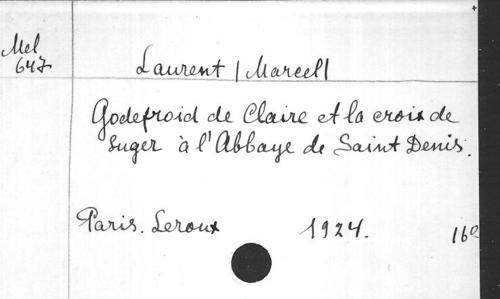 Mel
647
Laurent (Marcel)
Godefroid de Claire et la croix de
Suger à l'Abbaye de Saint Denis.
Paris. Leroux 1924. 16°